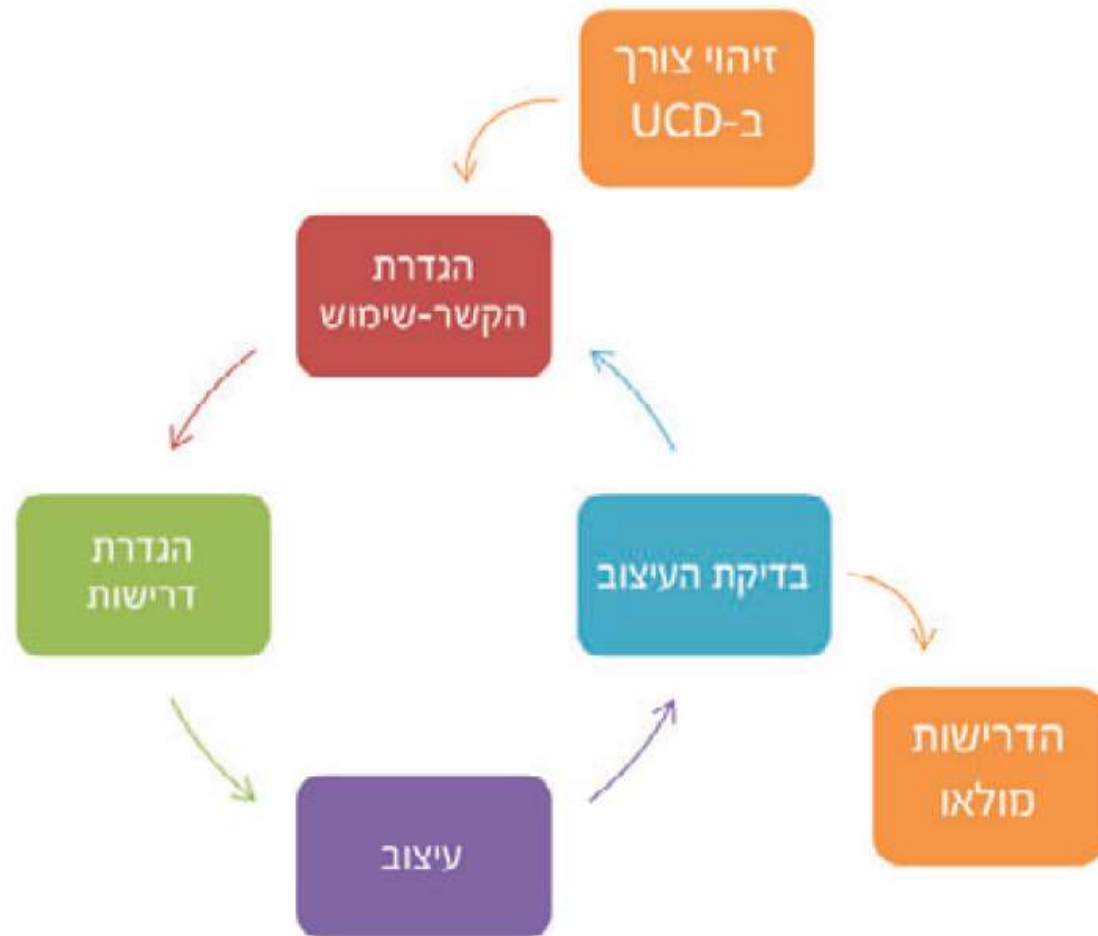 זיהוי צורך
ב-UCD
הגדרת
הקשר-שימוש
הגדרת
דרישות
בדיקת העיצוב
הדרישות
מולאו
עיצוב